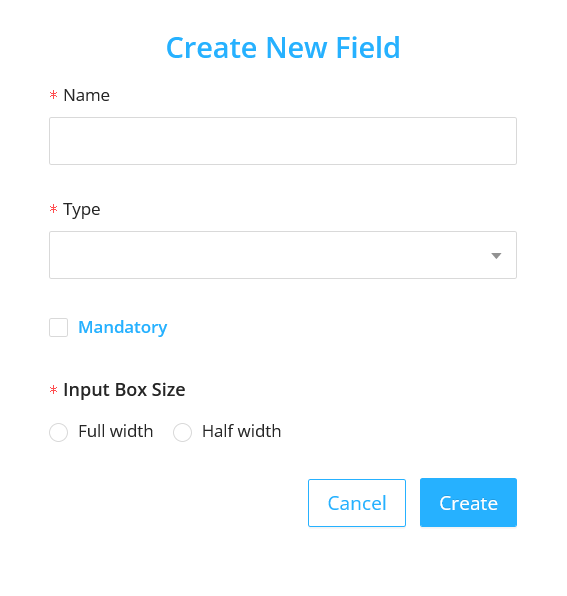 Create New Field
* Name
* Type
Mandatory
* Input Box Size
Full width Half width
Cancel Create